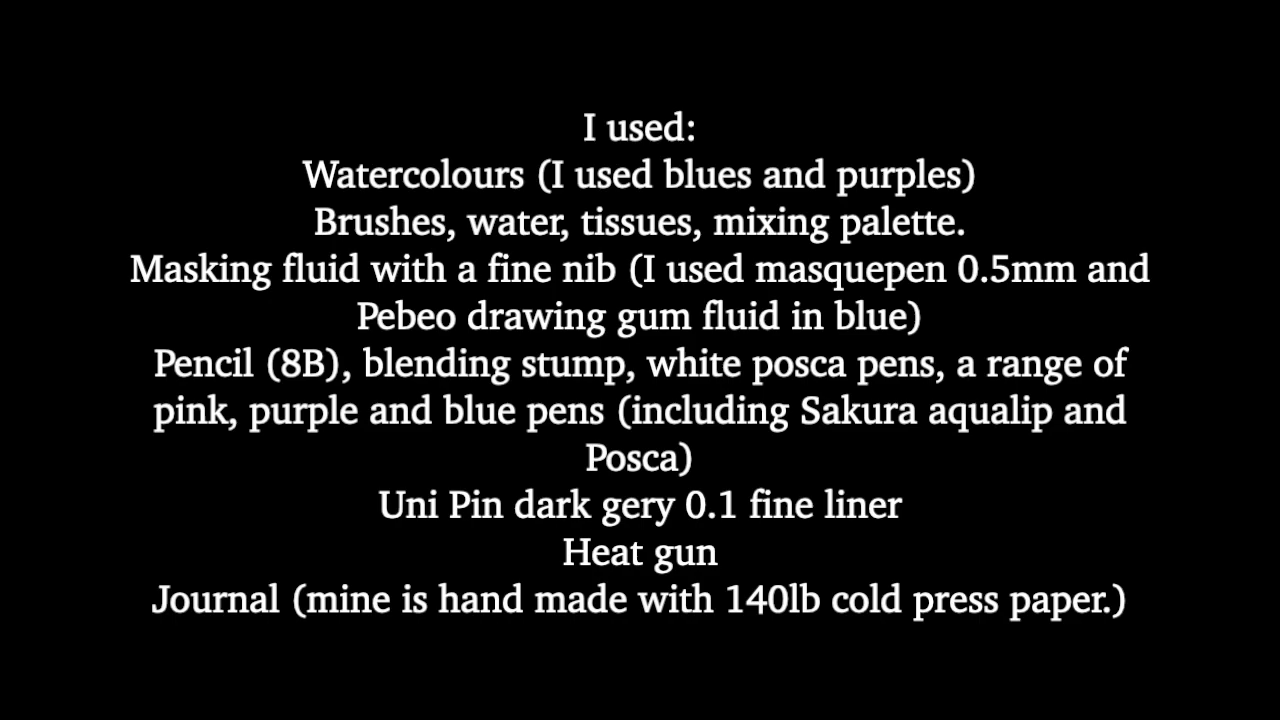 I used:
Watercolours (I used blues and purples)
Brushes, water, tissues, mixing palette.
Masking fluid with a fine nib (I used masquepen 0.5mm and
Pebeo drawing gum fluid in blue)
Pencil (8B), blending stump, white posca pens, a range of
pink, purple and blue pens (including Sakura aqualip and
Posca)
Uni Pin dark gery 0.1 fine liner
Heat gun
Journal (mine is hand made with 140lb cold press paper.)